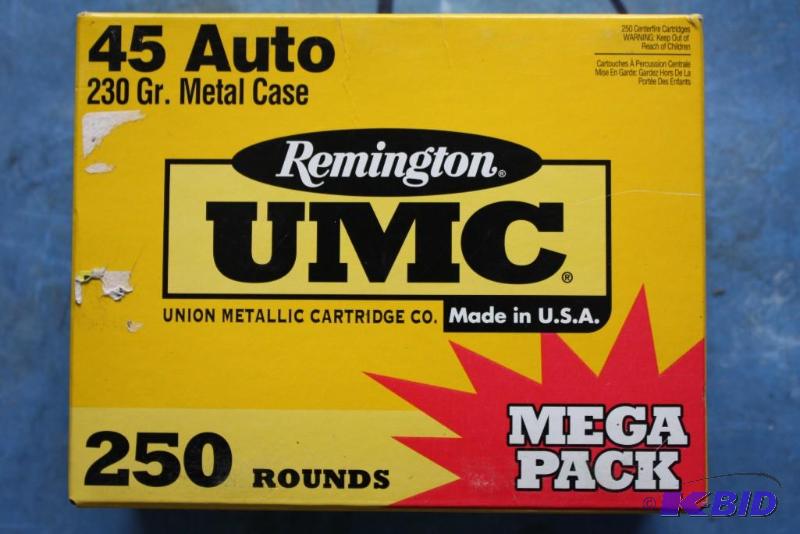 45 Auto
230 Gr. Metal Case
250 Centerfire Cartridges
WARNING: Keep Out of
Reach of Children
Cartouches À Percussion Centrale
Mise En Garde: Gardez Hors De La
Portée Des Enfants
Remington®
UMC®
UNION METALLIC CARTRIDGE CO.
Made in U.S.A.
250 ROUNDS
MEGA
PACK
© K-BID